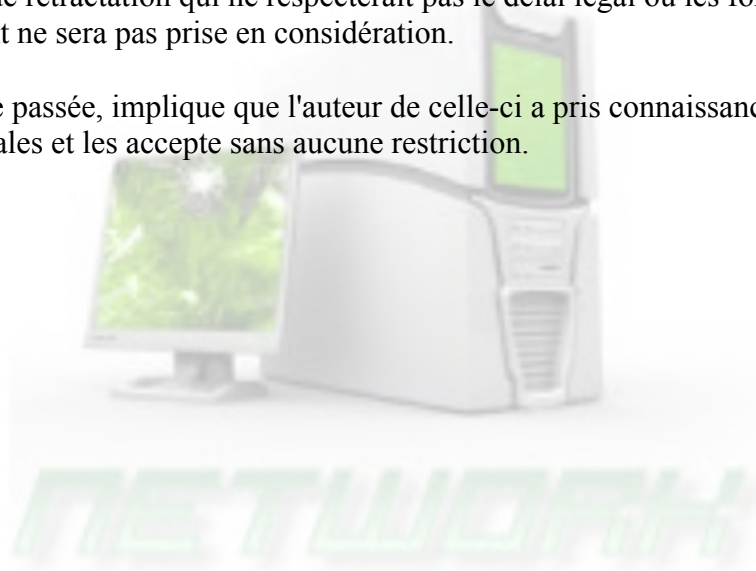 de rétractation qui ne respecterait pas le délai légal ou les
ne sera pas prise en considération.
passée, implique que l'auteur de celle-ci a pris
et les accepte sans aucune restriction.
NETWORK